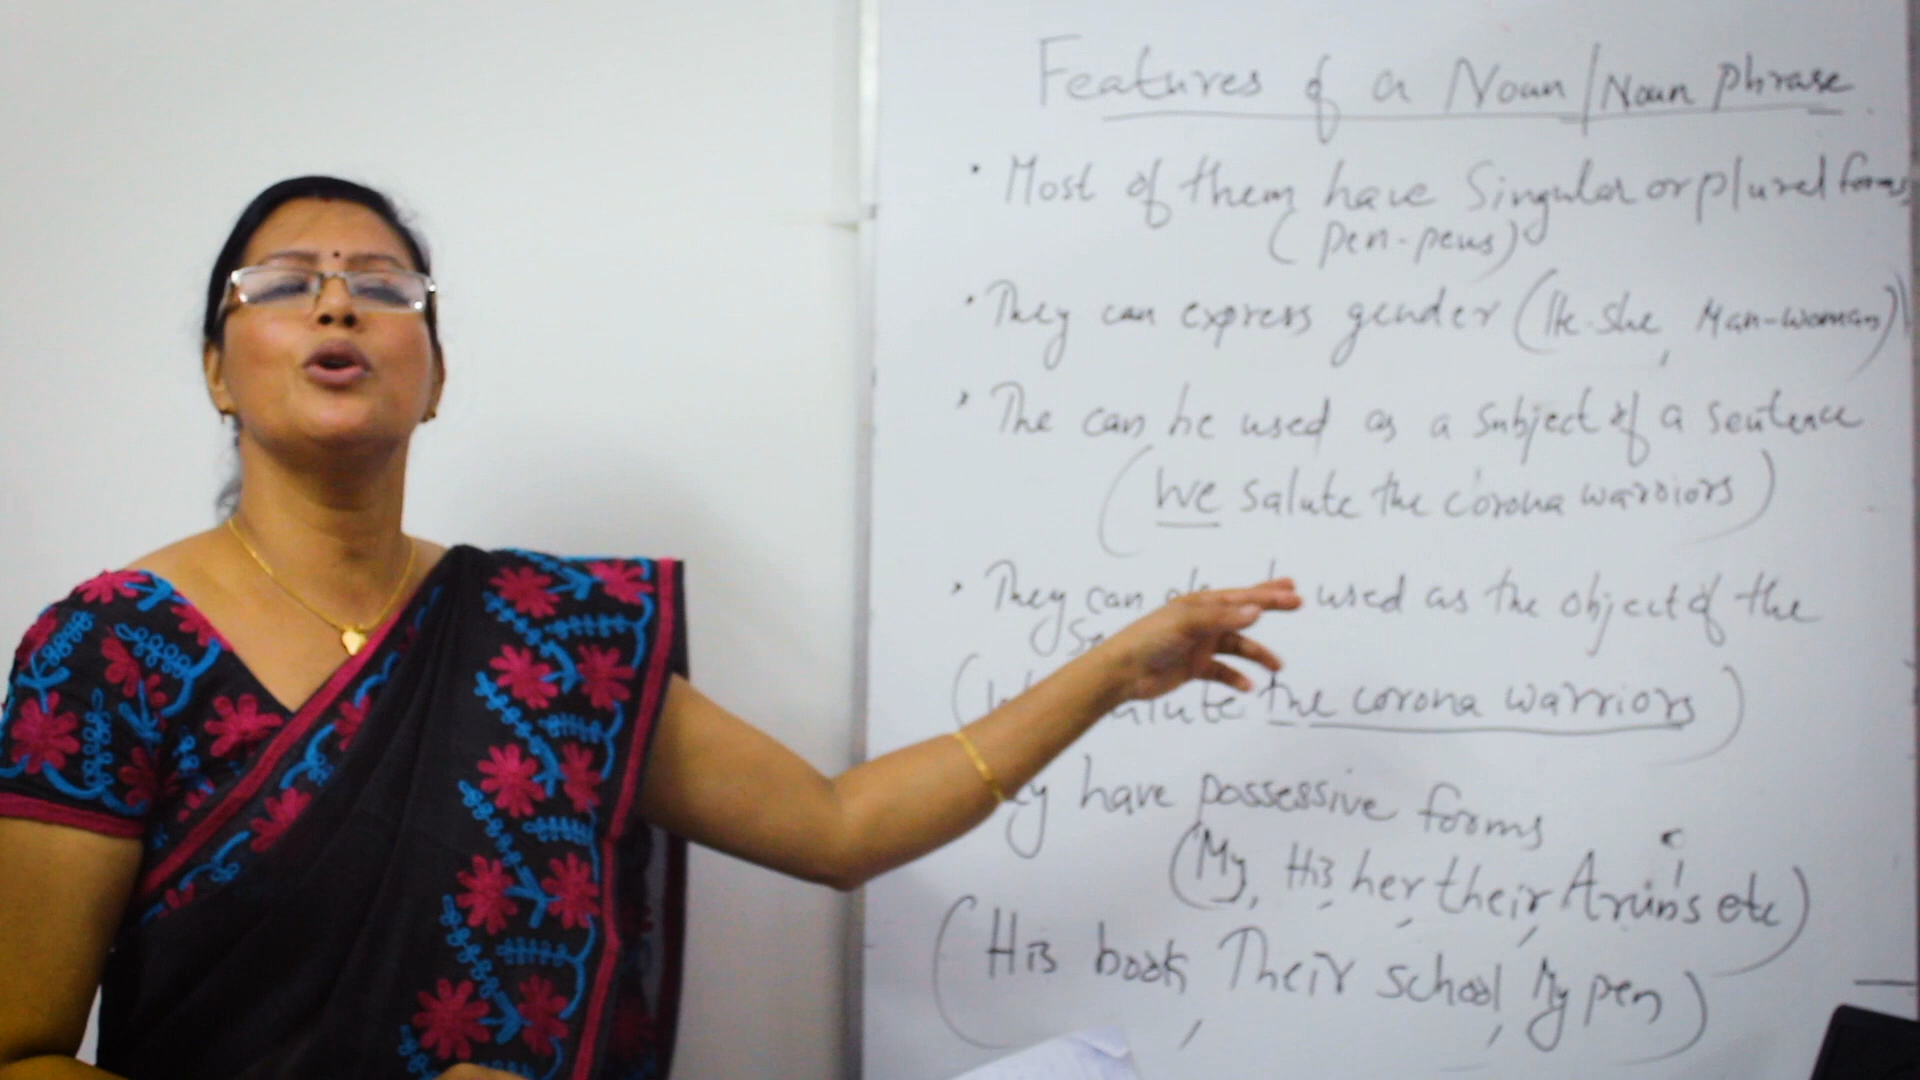 Features of a Noun/Noun phrase
• Most of them have Singular or plural forms
(pen-pens)
• They can express gender (He-she, Man-woman)
• The can be used as a subject of a sentence
(We salute the corona warriors)
• They can used as the object of the
the corona warriors)
have possessive forms
(My, His, her, their, Arun's etc)
(His book, Their school, My pen)